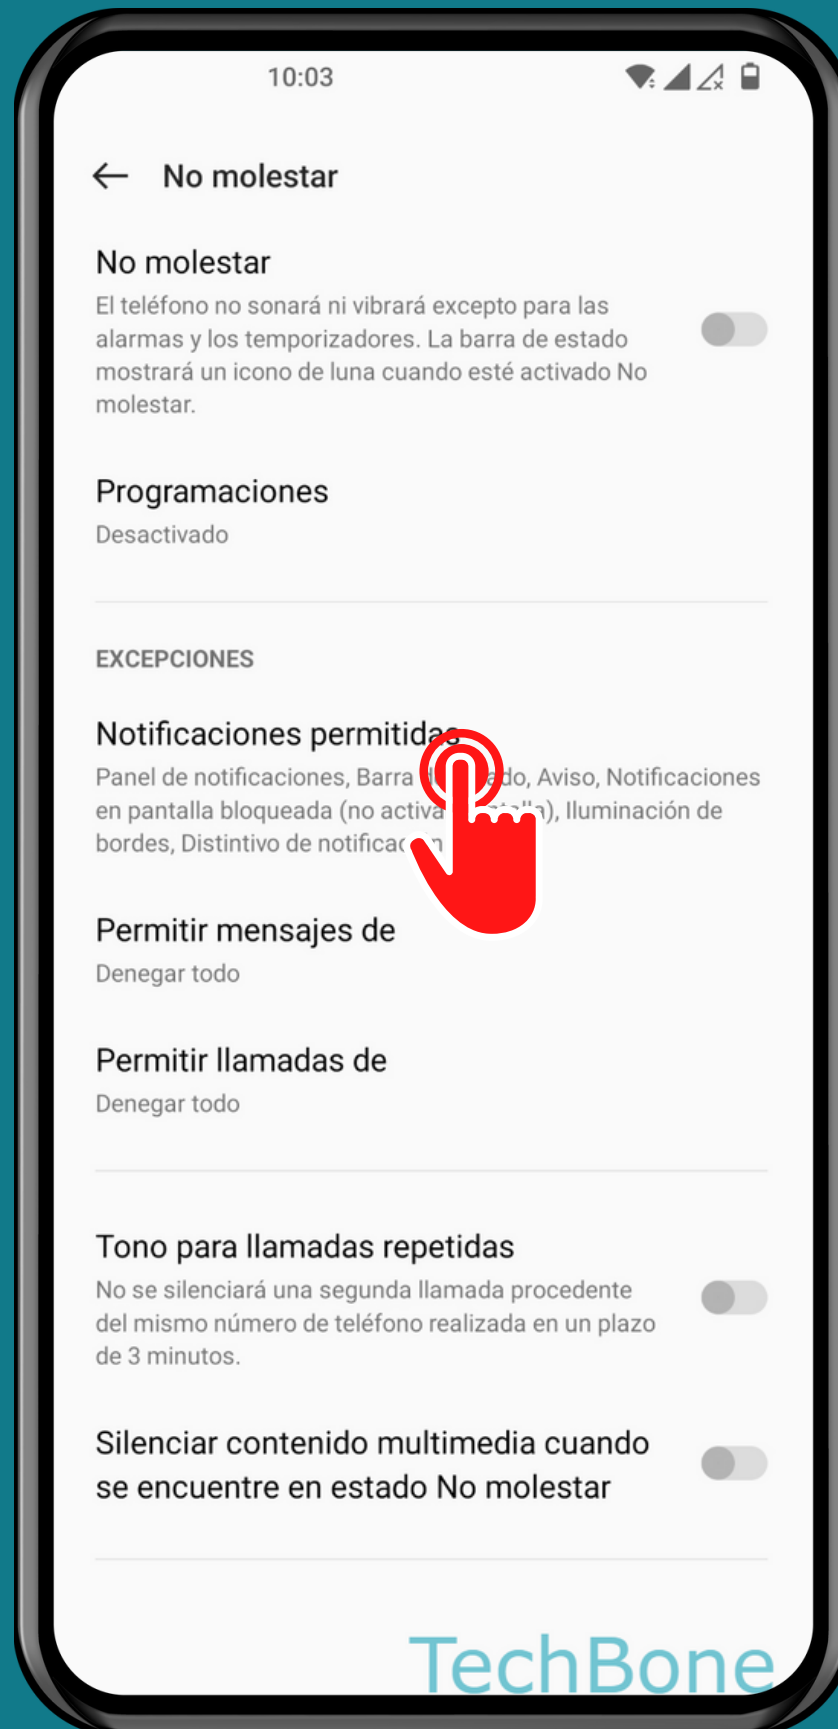 10:03
No molestar
No molestar
El teléfono no sonará ni vibrará excepto para las
alarmas y los temporizadores. La barra de estado
mostrará un icono de luna cuando esté activado No
molestar.
Programaciones
Desactivado
EXCEPCIONES
Notificaciones permitidas
Panel de notificaciones, Barra do, Aviso, Notificaciones
en pantalla bloqueada (no activa), Iluminación de
bordes, Distintivo de notificación
Permitir mensajes de
Denegar todo
Permitir llamadas de
Denegar todo
Tono para llamadas repetidas
No se silenciará una segunda llamada procedente
del mismo número de teléfono realizada en un plazo
de 3 minutos.
Silenciar contenido multimedia cuando
se encuentre en estado No molestar
TechBone